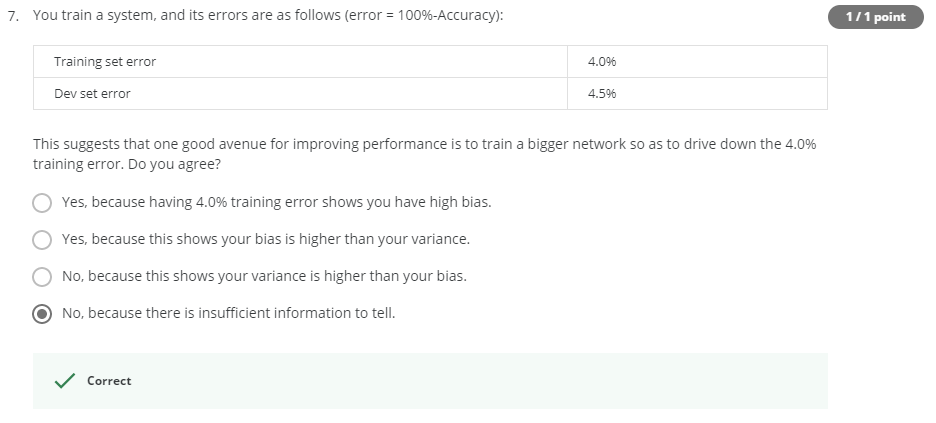 7. You train a system, and its errors are as follows (error = 100%-Accuracy):
1 / 1 point
Training set error 4.0%
Dev set error 4.5%
This suggests that one good avenue for improving performance is to train a bigger network so as to drive down the 4.0%
training error. Do you agree?
Yes, because having 4.0% training error shows you have high bias.
Yes, because this shows your bias is higher than your variance.
No, because this shows your variance is higher than your bias.
No, because there is insufficient information to tell.
Correct